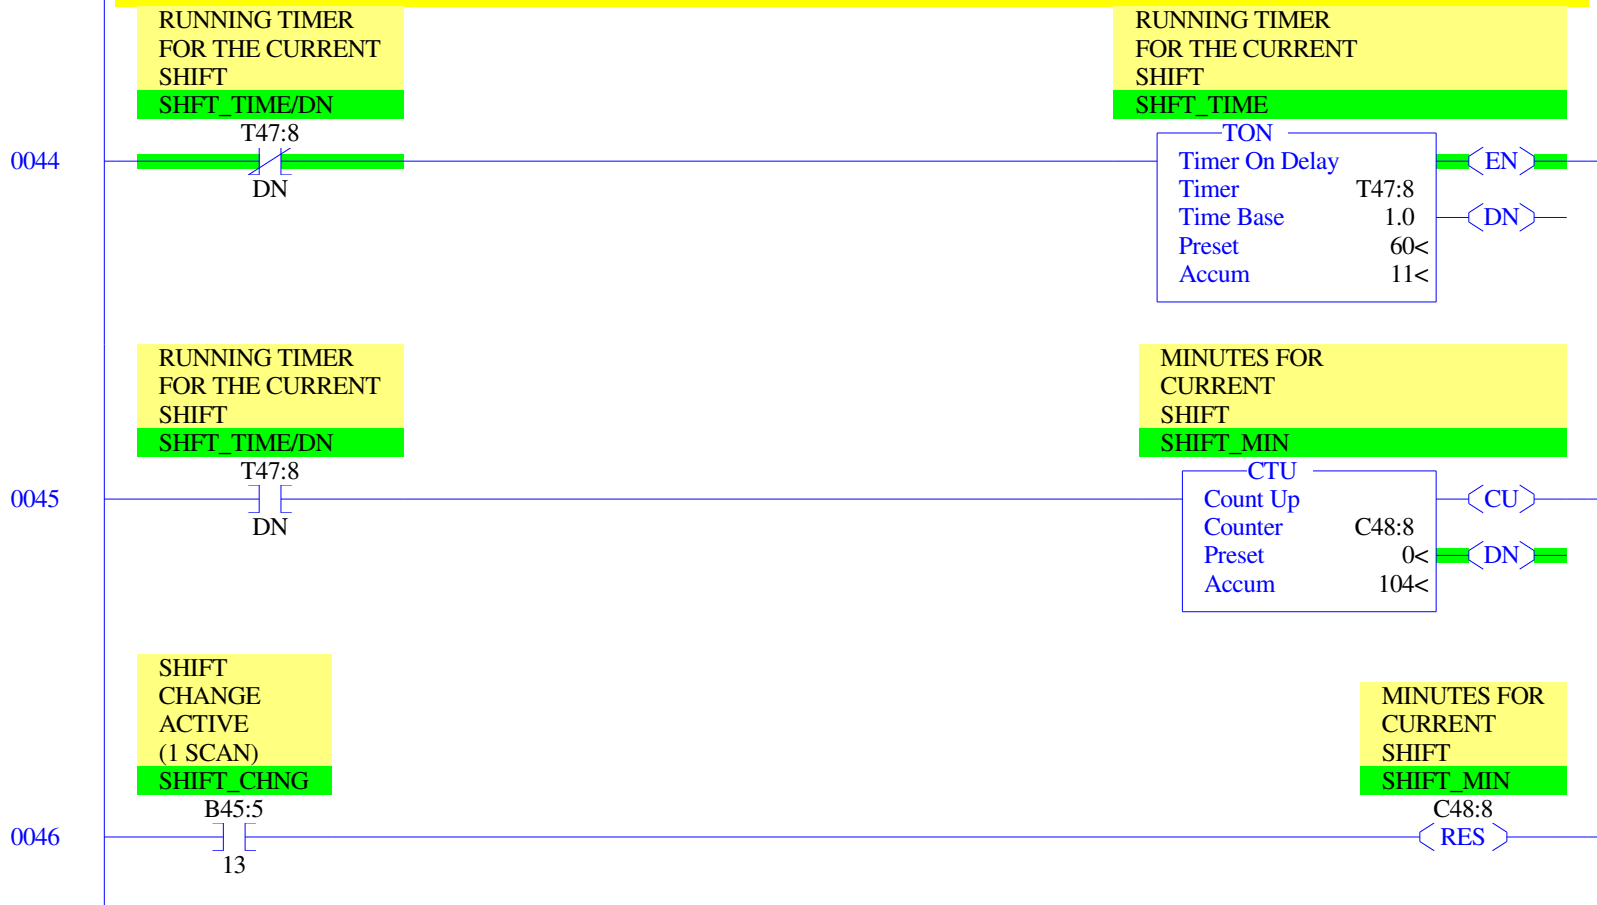 RUNNING TIMER
FOR THE CURRENT
SHIFT
SHFT_TIME/DN
T47:8
DN
RUNNING TIMER
FOR THE CURRENT
SHIFT
SHFT_TIME
0044
TON
Timer On Delay
Timer T47:8
Time Base 1.0
Preset 60<
Accum 11<
EN
DN
RUNNING TIMER
FOR THE CURRENT
SHIFT
SHFT_TIME/DN
T47:8
DN
MINUTES FOR
CURRENT
SHIFT
SHIFT_MIN
0045
CTU
Count Up
Counter C48:8
Preset 0<
Accum 104<
CU
DN
SHIFT
CHANGE
ACTIVE
(1 SCAN)
SHIFT_CHNG
B45:5
13
MINUTES FOR
CURRENT
SHIFT
SHIFT_MIN
C48:8
0046
RES